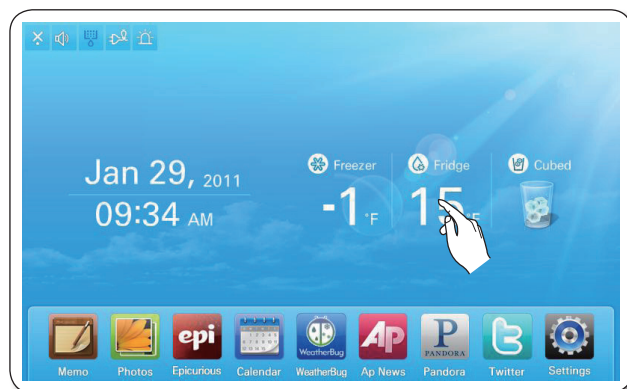 Jan 29, 2011
09:34 AM
Freezer
-1 °F
Fridge
15 °F
Cubed
epi
WeatherBug
AP
P
PANDORA
Memo
Photos
Epicurious
Calendar
WeatherBug
Ap News
Pandora
Twitter
Settings